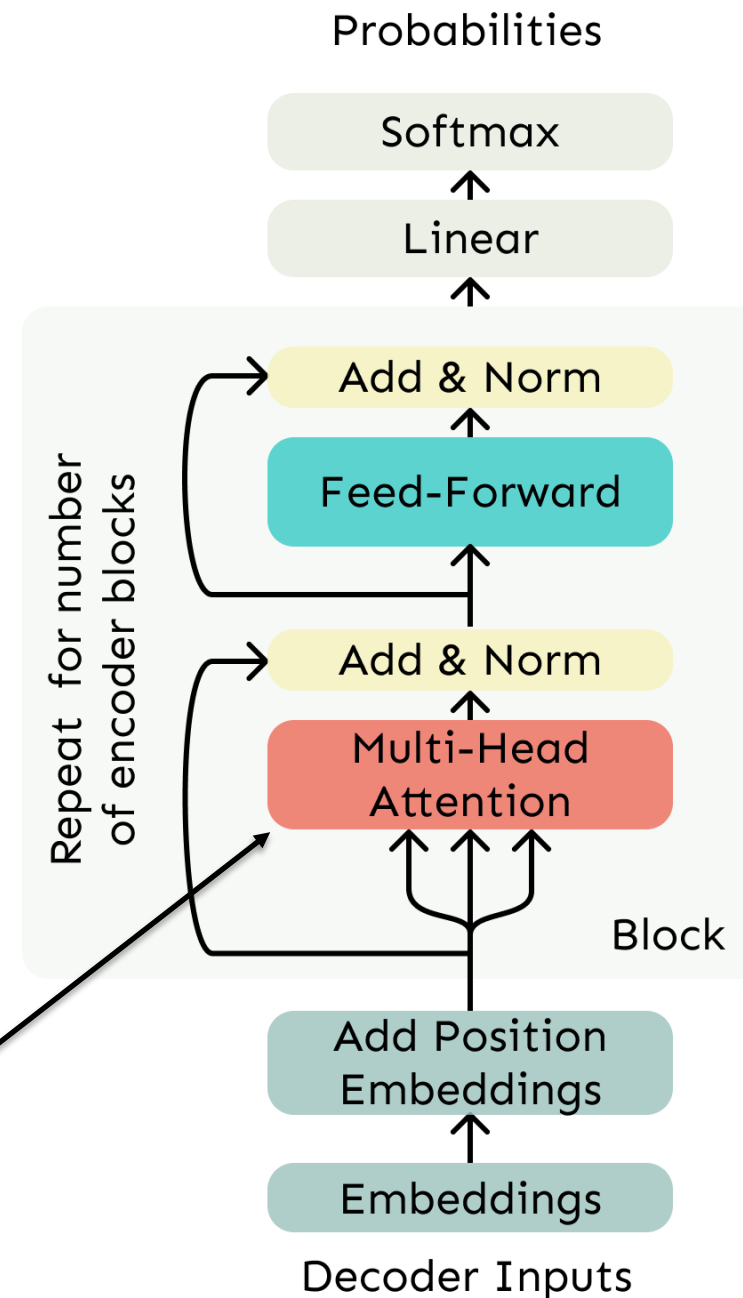 Probabilities
Softmax
Linear
Add & Norm
Feed-Forward
Repeat for number
of encoder blocks
Add & Norm
Multi-Head
Attention
Block
Add Position
Embeddings
Embeddings
Decoder Inputs